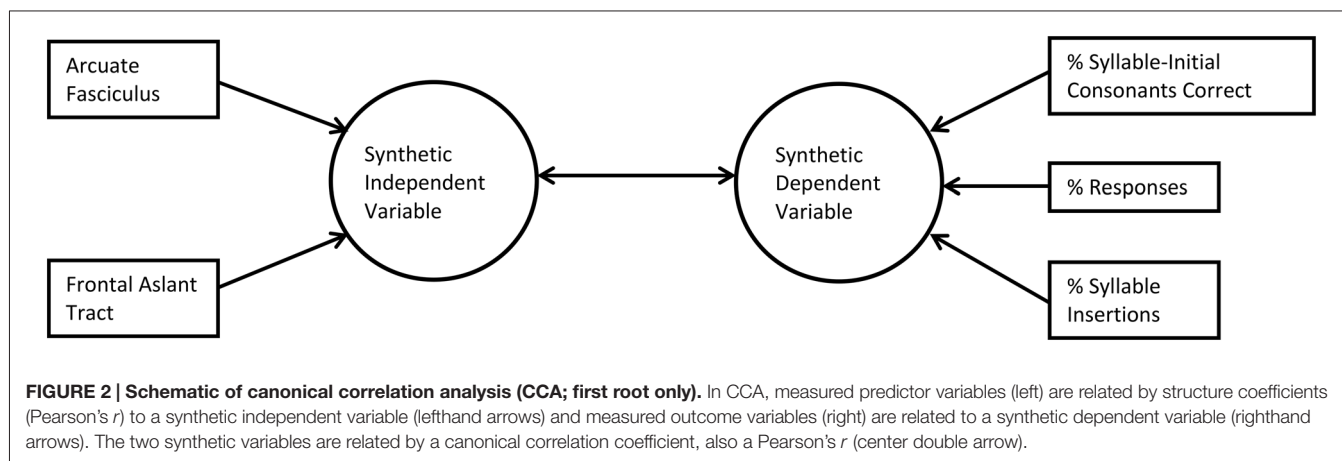 Arcuate
Fasciculus
Frontal Aslant
Tract
Synthetic
Independent
Variable
Synthetic
Dependent
Variable
% Syllable-Initial
Consonants Correct
% Responses
% Syllable
Insertions
FIGURE 2 | Schematic of canonical correlation analysis (CCA; first root only). In CCA, measured predictor variables (left) are related by structure coefficients
(Pearson's r) to a synthetic independent variable (lefthand arrows) and measured outcome variables (right) are related to a synthetic dependent variable (righthand
arrows). The two synthetic variables are related by a canonical correlation coefficient, also a Pearson's r (center double arrow).